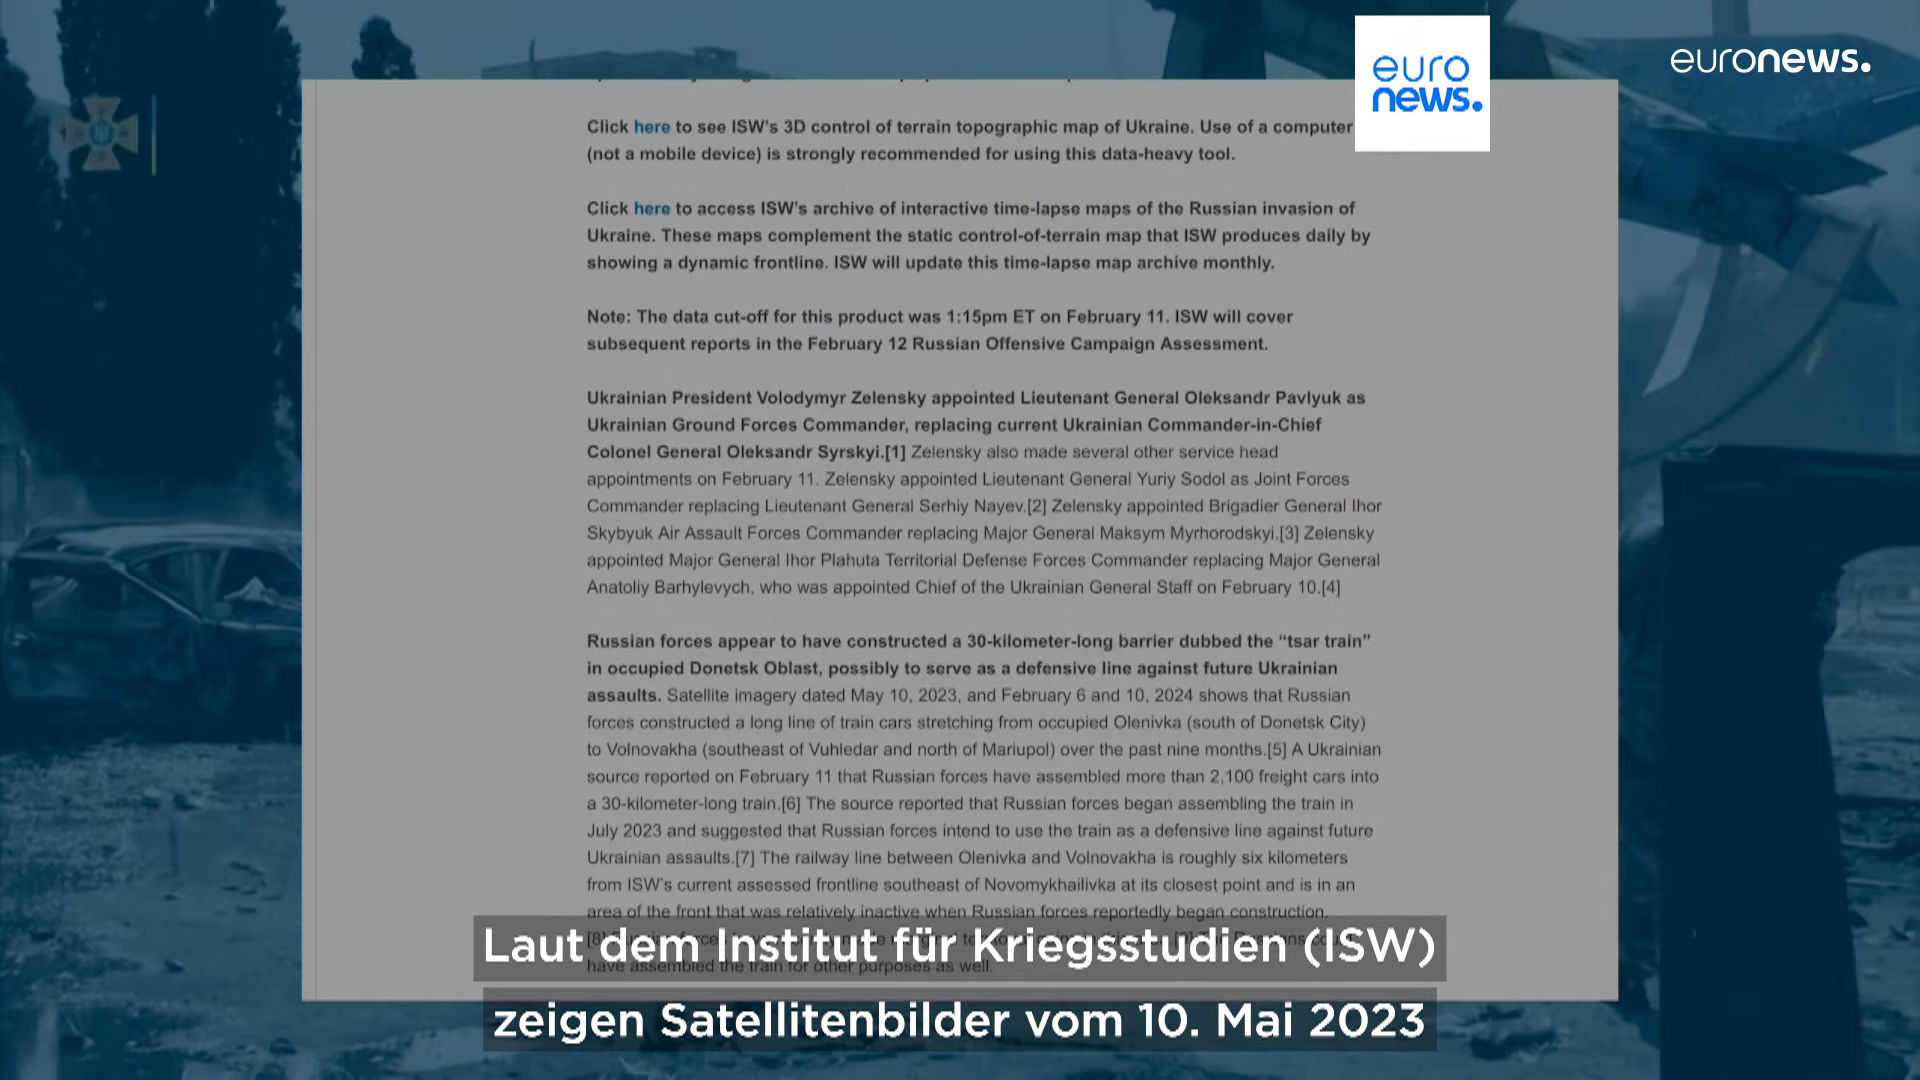 euronews.
euro
news.
Click here to see ISW's 3D control of terrain topographic map of Ukraine. Use of a computer
(not a mobile device) is strongly recommended for using this data-heavy tool.
Click here to access ISW's archive of interactive time-lapse maps of the Russian invasion of
Ukraine. These maps complement the static control-of-terrain map that ISW produces daily by
showing a dynamic frontline. ISW will update this time-lapse map archive monthly.
Note: The data cut-off for this product was 1:15pm ET on February 11. ISW will cover
subsequent reports in the February 12 Russian Offensive Campaign Assessment.
Ukrainian President Volodymyr Zelensky appointed Lieutenant General Oleksandr Pavlyuk as
Ukrainian Ground Forces Commander, replacing current Ukrainian Commander-in-Chief
Colonel General Oleksandr Syrskyi.[1] Zelensky also made several other service head
appointments on February 11. Zelensky appointed Lieutenant General Yuriy Sodol as Joint Forces
Commander replacing Lieutenant General Serhiy Nayev.[2] Zelensky appointed Brigadier General Ihor
Skybyuk Air Assault Forces Commander replacing Major General Maksym Myrhorodskyi.[3] Zelensky
appointed Major General Ihor Plahuta Territorial Defense Forces Commander replacing Major General
Anatoliy Barhylevych, who was appointed Chief of the Ukrainian General Staff on February 10.[4]
Russian forces appear to have constructed a 30-kilometer-long barrier dubbed the “tsar train”
in occupied Donetsk Oblast, possibly to serve as a defensive line against future Ukrainian
assaults. Satellite imagery dated May 10, 2023, and February 6 and 10, 2024 shows that Russian
forces constructed a long line of train cars stretching from occupied Olenivka (south of Donetsk City)
to Volnovakha (southeast of Vuhledar and north of Mariupol) over the past nine months.[5] A Ukrainian
source reported on February 11 that Russian forces have assembled more than 2,100 freight cars into
a 30-kilometer-long train.[6] The source reported that Russian forces began assembling the train in
July 2023 and suggested that Russian forces intend to use the train as a defensive line against future
Ukrainian assaults.[7] The railway line between Olenivka and Volnovakha is roughly six kilometers
from ISW's current assessed frontline southeast of Novomykhailivka at its closest point and is in an
area of the front that was relatively inactive when Russian forces reportedly began construction.
have assembled the train for other purposes as well.
Laut dem Institut für Kriegsstudien (ISW)
zeigen Satellitenbilder vom 10. Mai 2023